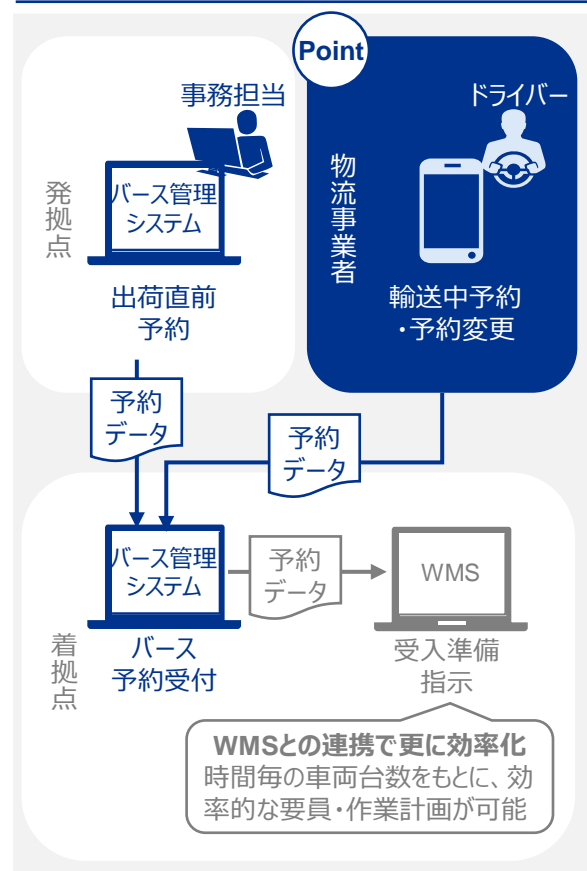 Point
事務担当
発拠点
バース管理
システム
出荷直前
予約
ドライバー
物流事業者
輸送中予約
・予約変更
予約
データ
予約
データ
着拠点
バース管理
システム
バース
予約受付
予約
データ
WMS
受入準備
指示
WMSとの連携で更に効率化
時間毎の車両台数をもとに、効
率的な要員・作業計画が可能